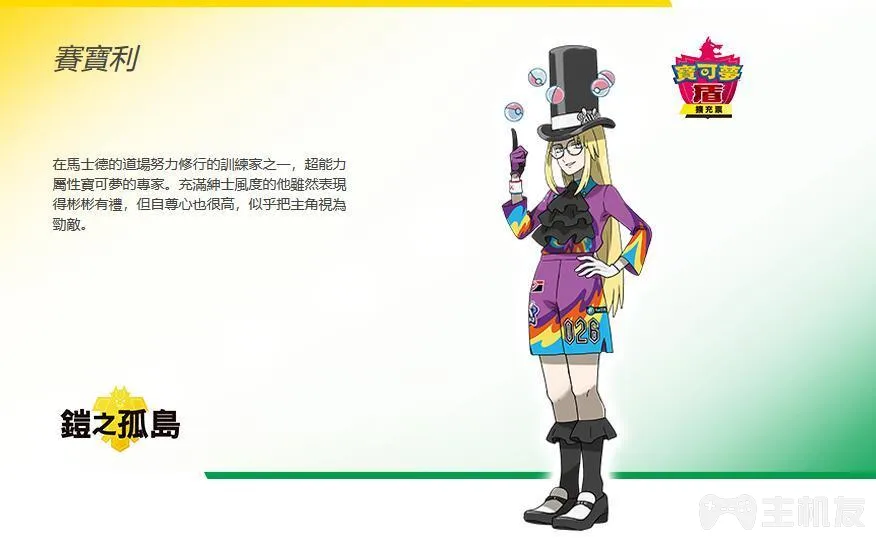 賽寶利
寶可夢
盾
擴充票
在馬士德的道場努力修行的訓練家之一，超能力
屬性寶可夢的專家。充滿紳士風度的他雖然表現
得彬彬有禮，但自尊心也很高，似乎把主角視為
勁敵。
026
鎧之孤島
主机友